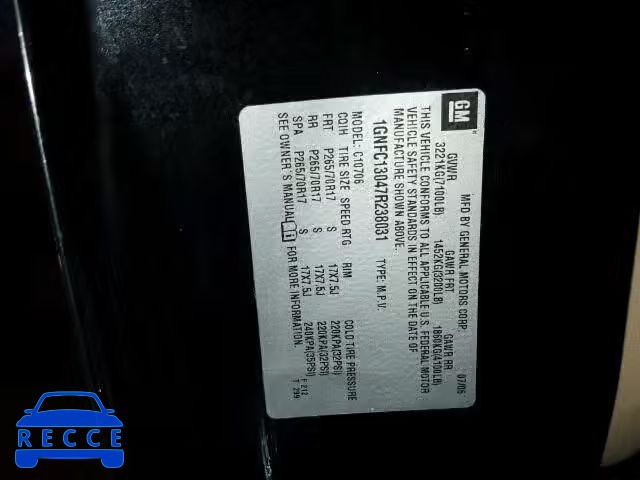 GM
MFD BY GENERAL MOTORS CORP. 07/06
GVWR GAWR FRT GAWR RR
3221KG(7100LB) 1452KG(3200LB) 1860KG(4100LB)
THIS VEHICLE CONFORMS TO ALL APPLICABLE U.S. FEDERAL MOTOR
VEHICLE SAFETY STANDARDS IN EFFECT ON THE DATE OF
MANUFACTURE SHOWN ABOVE.
1GNFC13047R238031 TYPE: M.P.V.
MODEL: C10706
TIRE SIZE SPEED RTG RIM COLD TIRE PRESSURE
FRT P265/70R17 S 17X7.5J 220KPA(32PSI)
RR P265/70R17 S 17X7.5J 220KPA(32PSI)
SPA P265/70R17 S 17X7.5J 240KPA(35PSI)
SEE OWNER'S MANUAL FOR MORE INFORMATION.
F 212
T 299
RECCE